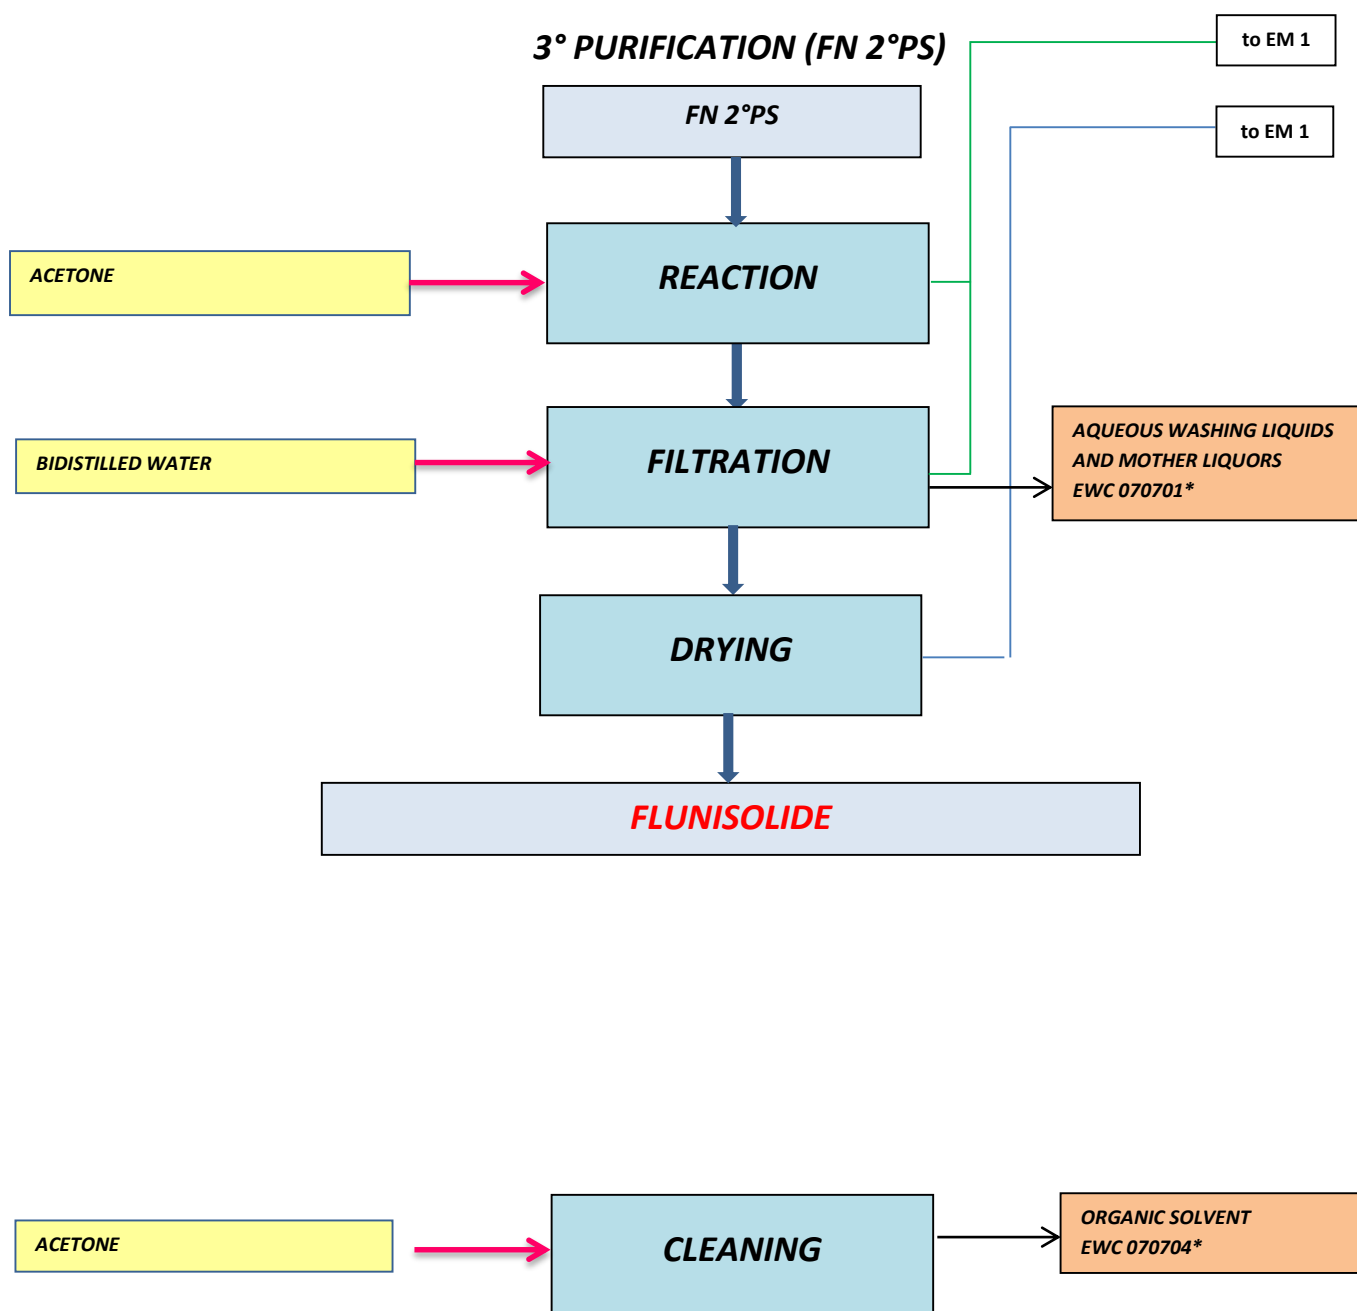 3° PURIFICATION (FN 2°PS)
to EM 1
FN 2°PS
to EM 1
ACETONE
REACTION
BIDISTILLED WATER
FILTRATION
AQUEOUS WASHING LIQUIDS
AND MOTHER LIQUORS
EWC 070701*
DRYING
FLUNISOLIDE
ACETONE
CLEANING
ORGANIC SOLVENT
EWC 070704*